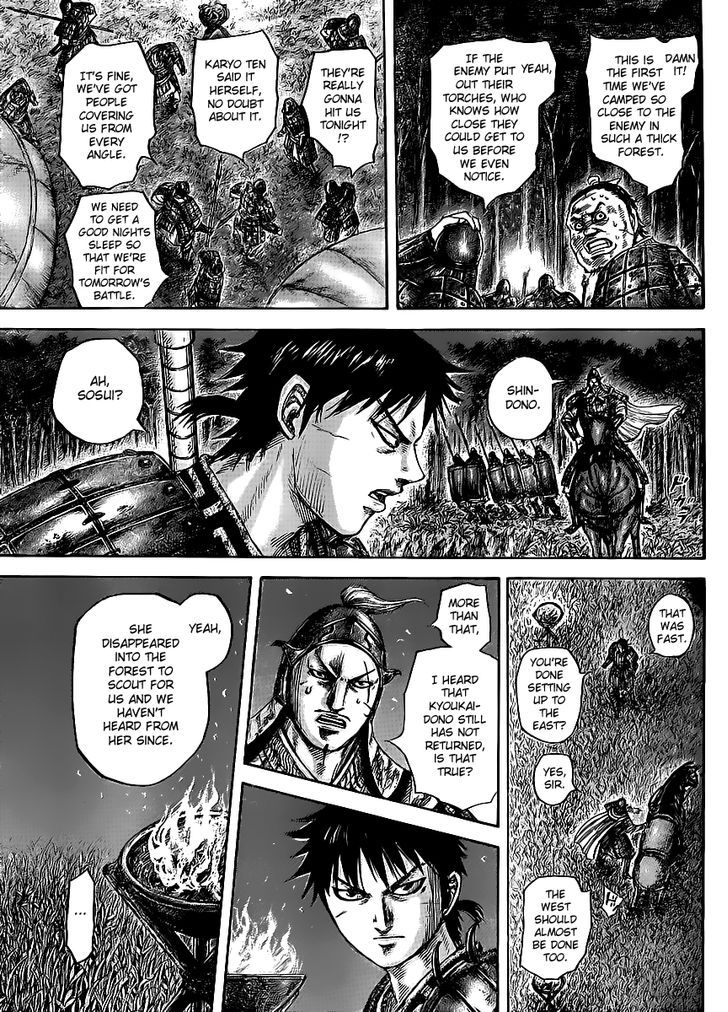 DAMN
IT!
THIS IS
THE FIRST
TIME WE'VE
CAMPED SO
CLOSE TO THE
ENEMY IN
SUCH A THICK
FOREST.
YEAH,
IF THE
ENEMY PUT
OUT THEIR
TORCHES, WHO
KNOWS HOW
CLOSE THEY
COULD GET TO
US BEFORE
WE EVEN
NOTICE.
THEY'RE
REALLY
GONNA
HIT US
TONIGHT
!?
KARYO TEN
SAID IT
HERSELF,
NO DOUBT
ABOUT IT.
IT'S FINE,
WE'VE GOT
PEOPLE
COVERING
US FROM
EVERY
ANGLE.
WE NEED
TO GET A
GOOD NIGHTS
SLEEP SO
THAT WE'RE
FIT FOR
TOMORROW'S
BATTLE.
SHIN-
DONO.
AH,
SOSUI?
THAT
WAS
FAST.
YOU'RE
DONE
SETTING
UP TO
THE
EAST?
YES,
SIR.
THE
WEST
SHOULD
ALMOST
BE DONE
TOO.
MORE
THAN
THAT,
I HEARD
THAT
KYOUKAI-
DONO STILL
HAS NOT
RETURNED,
IS THAT
TRUE?
YEAH,
SHE
DISAPPEARED
INTO THE
FOREST TO
SCOUT FOR
US AND WE
HAVEN'T
HEARD FROM
HER SINCE.
...